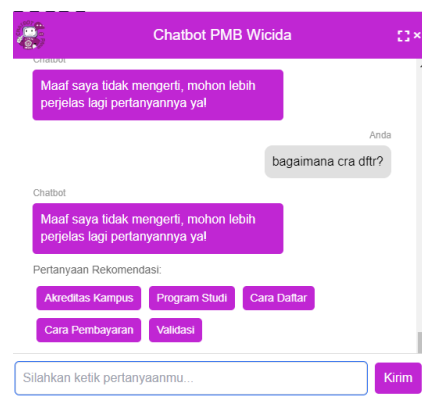 Chatbot PMB Wicida
Chatbot
Maaf saya tidak mengerti, mohon lebih
perjelas lagi pertanyannya ya!
Anda
bagaimana cra dftr?
Chatbot
Maaf saya tidak mengerti, mohon lebih
perjelas lagi pertanyannya ya!
Pertanyaan Rekomendasi:
Akreditas Kampus Program Studi Cara Daftar
Cara Pembayaran Validasi
Silahkan ketik pertanyaanmu... Kirim